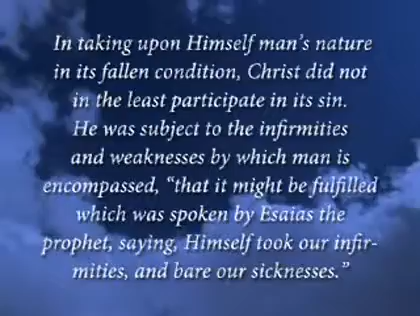 In taking upon Himself man's nature
in its fallen condition, Christ did not
in the least participate in its sin.
He was subject to the infirmities
and weaknesses by which man is
encompassed, “that it might be fulfilled
which was spoken by Esaias the
prophet, saying, Himself took our infir-
mities, and bare our sicknesses.”